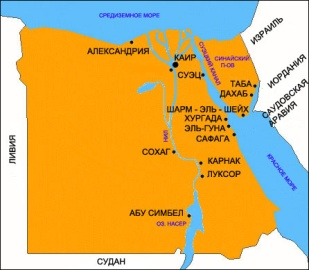 СРЕДИЗЕМНОЕ МОРЕ
ИЗРАИЛЬ
АЛЕКСАНДРИЯ
КАИР
СУЭЦКИЙ КАНАЛ
СИНАЙСКИЙ
П-ОВ
ИОРДАНИЯ
СУЭЦ
ТАБА
ДАХАБ
САУДОВСКАЯ
АРАВИЯ
ШАРМ - ЭЛЬ - ШЕЙХ
ХУРГАДА
ЭЛЬ-ГУНА
САФАГА
НИЛ
ЛИВИЯ
СОХАГ
КАРНАК
КРАСНОЕ МОРЕ
ЛУКСОР
АБУ СИМБЕЛ
ОЗ. НАСЕР
СУДАН